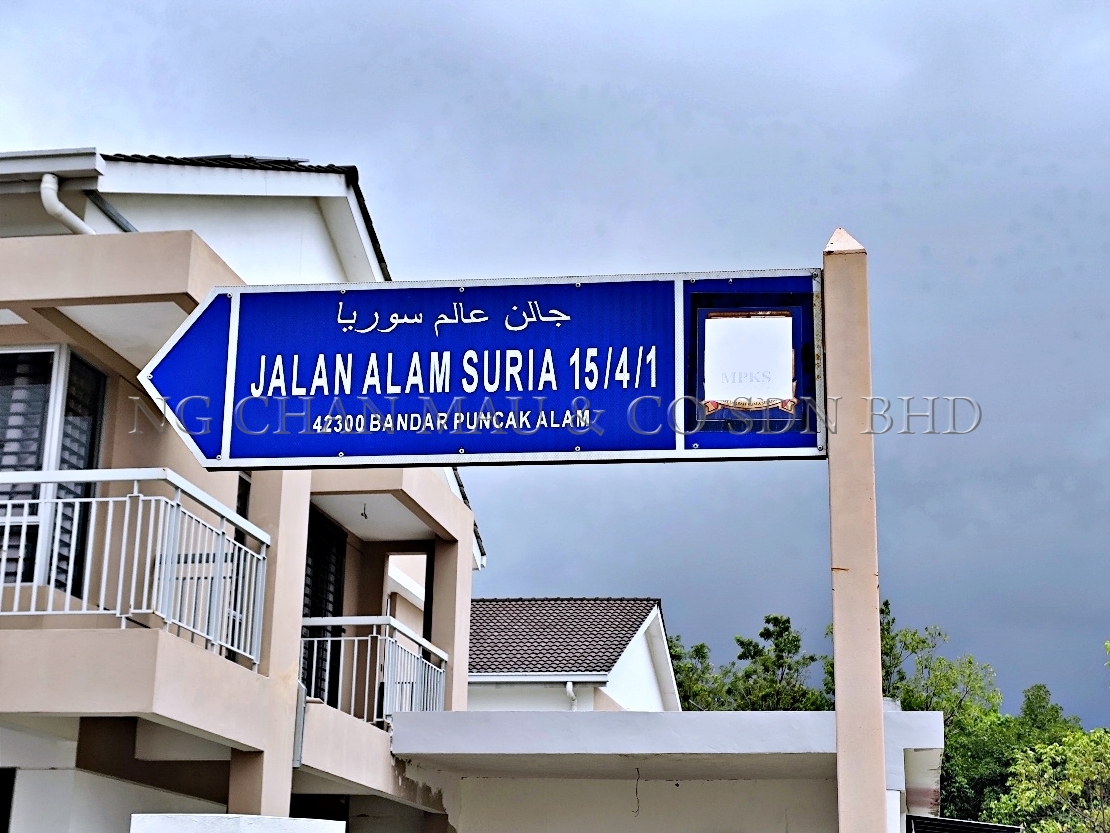 جالن عالم سوريا
JALAN ALAM SURIA 15/4/1
42300 BANDAR PUNCAK ALAM
MPKS
NG CHAN MAU & CO SDN BHD